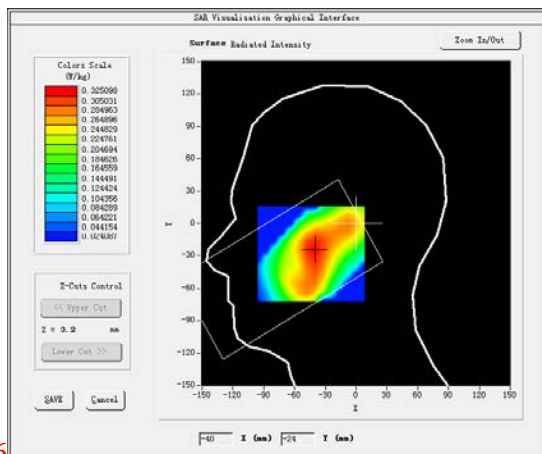 SAR Visualisation Graphical Interface
Surface Radiated Intensity
Zoom In/Out
Colors Scale
(W/kg)
0.325098
0.305031
0.284963
0.264896
0.244829
0.224761
0.204694
0.184626
0.164559
0.144491
0.124424
0.104356
0.084289
0.064221
0.044154
0.024087
150
120
90
60
30
0
-30
-60
-90
-120
-150
Y
-150 -120 -90 -60 -30 0 30 60 90 120 150
X
Z-Cuts Control
<< Upper Cut
Z = 0.2 mm
Lower Cut >>
SAVE Cancel
-40 X (mm) -24 Y (mm)
6